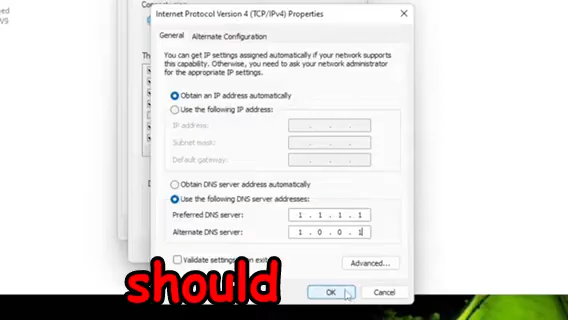 Internet Protocol Version 4 (TCP/IPv4) Properties
General Alternate Configuration
You can get IP settings assigned automatically if your network supports
this capability. Otherwise, you need to ask your network administrator
for the appropriate IP settings.
Obtain an IP address automatically
Use the following IP address:
IP address: . . .
Subnet mask: . . .
Default gateway: . . .
Obtain DNS server address automatically
Use the following DNS server addresses:
Preferred DNS server: 1 . 1 . 1 . 1
Alternate DNS server: 1 . 0 . 0 . 1
Validate settings upon exit
Advanced...
should
OK Cancel